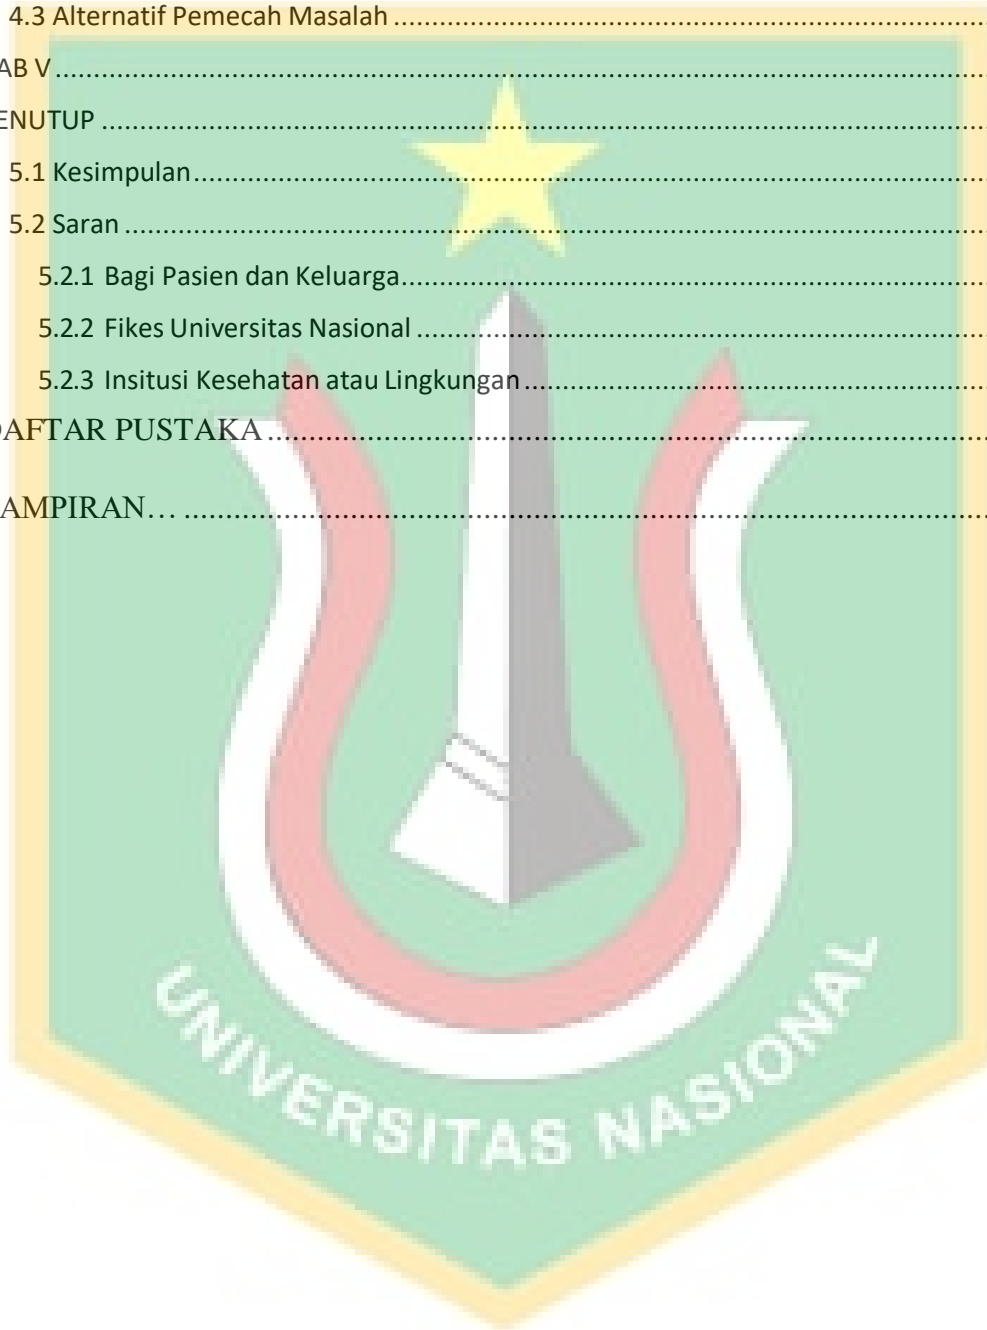 4.3 Alternatif Pemecah Masalah ........................................................................
AB V ........................................................................
ENUTUP ........................................................................
5.1 Kesimpulan ........................................................................
5.2 Saran ........................................................................
5.2.1 Bagi Pasien dan Keluarga ........................................................................
5.2.2 Fikes Universitas Nasional ........................................................................
5.2.3 Insitusi Kesehatan atau Lingkungan ........................................................................
DAFTAR PUSTAKA ........................................................................
AMPIRAN… ........................................................................
UNIVERSITAS NASIONAL